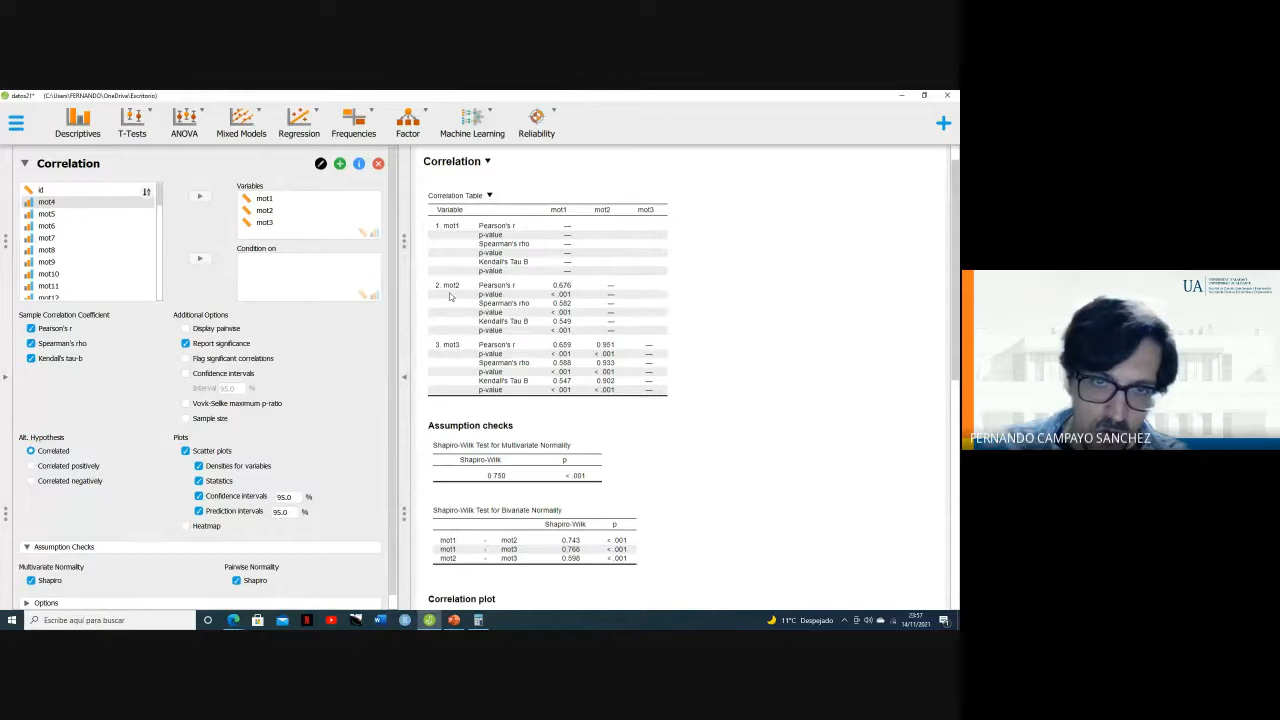 datos21* (C:\Users\FERNANDO\OneDrive\Escritorio)
Descriptives T-Tests ANOVA Mixed Models Regression Frequencies Factor Machine Learning Reliability
Correlation
id
mot4
mot5
mot6
mot7
mot8
mot9
mot10
mot11
mot12
Variables
mot1
mot2
mot3
Condition on
Sample Correlation Coefficient
Pearson's r
Spearman's rho
Kendall's tau-b
Additional Options
Display pairwise
Report significance
Flag significant correlations
Confidence intervals
Interval 95.0 %
Vovk-Selike maximum p-ratio
Sample size
Alt. Hypothesis
Correlated
Correlated positively
Correlated negatively
Plots
Scatter plots
Densities for variables
Statistics
Confidence intervals 95.0 %
Prediction intervals 95.0 %
Heatmap
Assumption Checks
Multivariate Normality
Shapiro
Pairwise Normality
Shapiro
Options
Correlation
Correlation Table
Variable mot1 mot2 mot3
1. mot1 Pearson's r —
p-value —
Spearman's rho —
p-value —
Kendall's Tau B —
p-value —
2. mot2 Pearson's r 0.676 —
p-value < .001 —
Spearman's rho 0.582 —
p-value < .001 —
Kendall's Tau B 0.549 —
p-value < .001 —
3. mot3 Pearson's r 0.659 0.951 —
p-value < .001 < .001 —
Spearman's rho 0.588 0.933 —
p-value < .001 < .001 —
Kendall's Tau B 0.547 0.902 —
p-value < .001 < .001 —
Assumption checks
Shapiro-Wilk Test for Multivariate Normality
Shapiro-Wilk p
0.750 < .001
Shapiro-Wilk Test for Bivariate Normality
Shapiro-Wilk p
mot1 - mot2 0.743 < .001
mot1 - mot3 0.768 < .001
mot2 - mot3 0.598 < .001
Correlation plot
Escribe aquí para buscar
11°C Despejado
23:57
14/11/2021
UA
FERNANDO CAMPAYO SANCHEZ